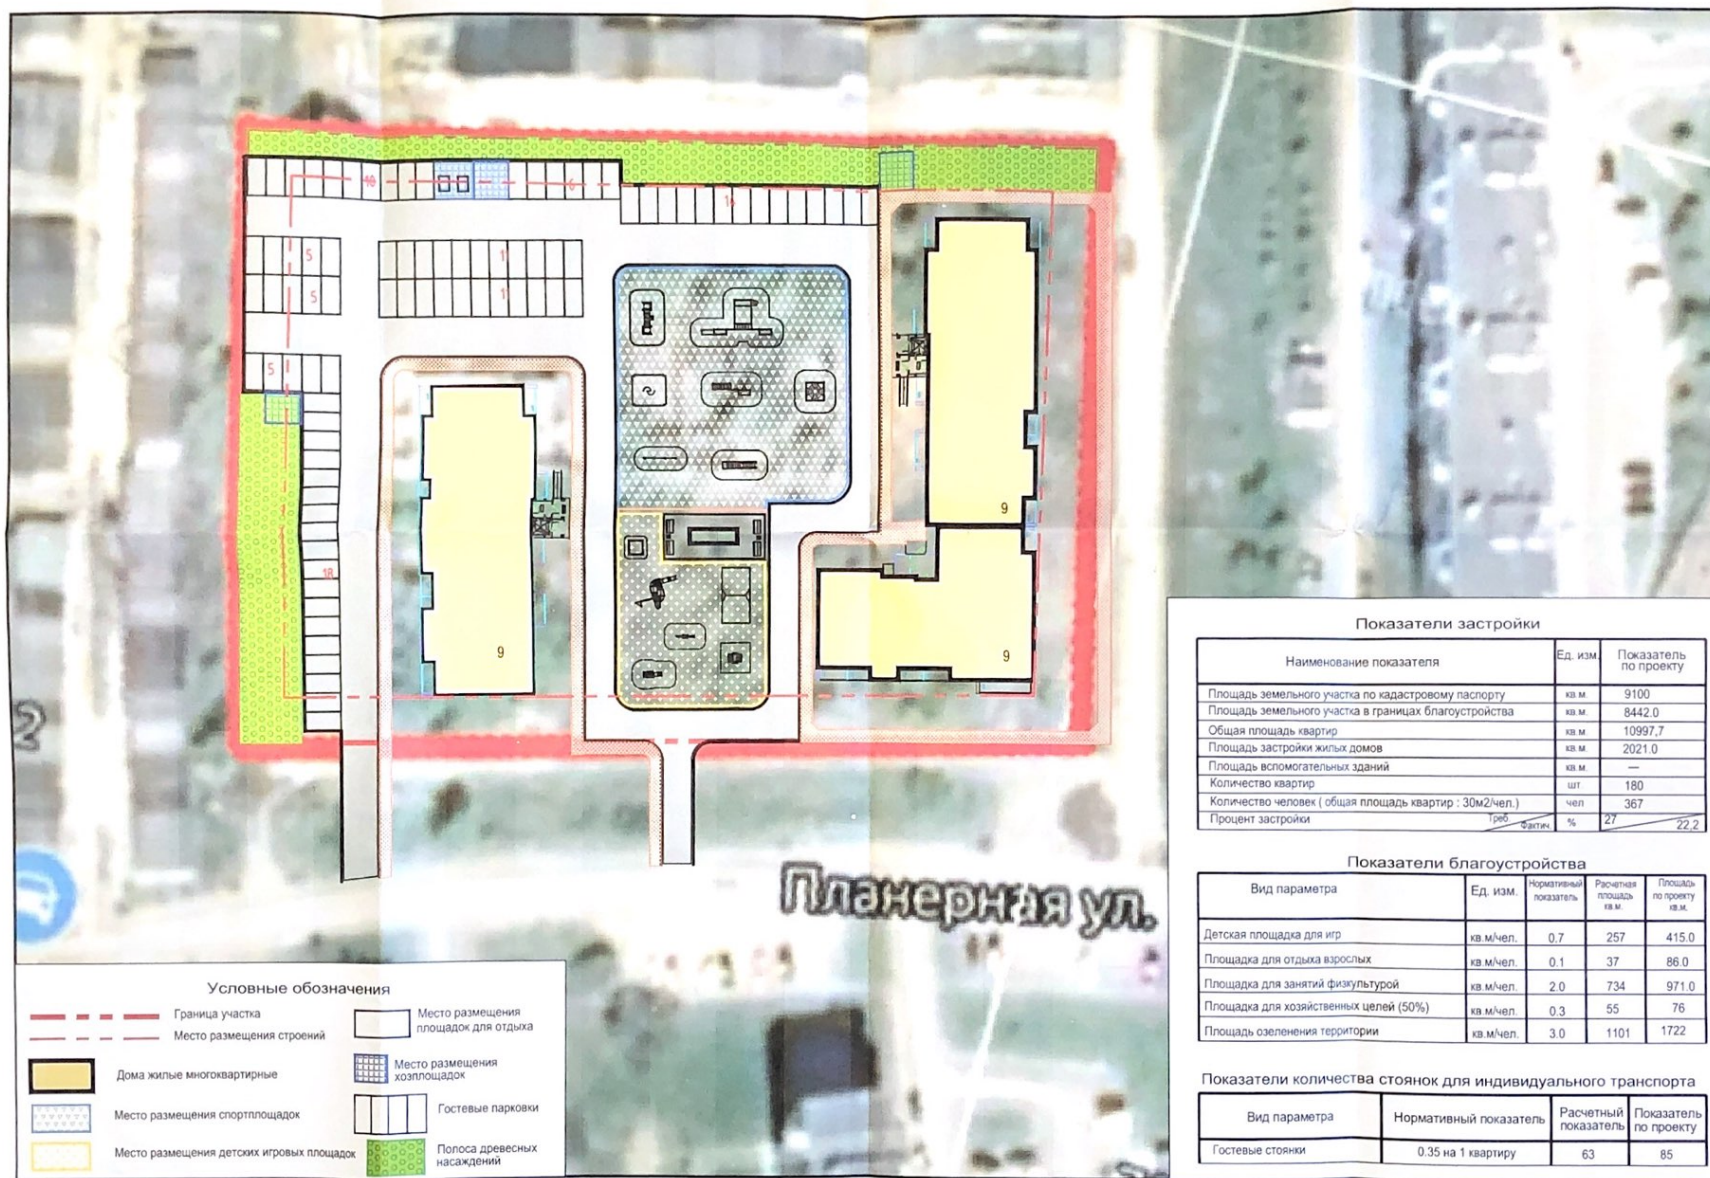 10
6
14
5
11
5
11
5
18
9
9
9
2
Планерная ул.
Показатели застройки
Наименование показателя Ед. изм. Показатель по проекту
Площадь земельного участка по кадастровому паспорту кв.м. 9100
Площадь земельного участка в границах благоустройства кв.м. 8442.0
Общая площадь квартир кв.м. 10997,7
Площадь застройки жилых домов кв.м. 2021.0
Площадь вспомогательных зданий кв.м. —
Количество квартир шт 180
Количество человек ( общая площадь квартир : 30м2/чел.) чел 367
Процент застройки Треб. Фактич. % 27 22,2
Показатели благоустройства
Вид параметра Ед. изм. Нормативный показатель Расчетная площадь кв.м. Площадь по проекту кв.м.
Детская площадка для игр кв.м/чел. 0.7 257 415.0
Площадка для отдыха взрослых кв.м/чел. 0.1 37 86.0
Площадка для занятий физкультурой кв.м/чел. 2.0 734 971.0
Площадка для хозяйственных целей (50%) кв.м/чел. 0.3 55 76
Площадь озеленения территории кв.м/чел. 3.0 1101 1722
Показатели количества стоянок для индивидуального транспорта
Вид параметра Нормативный показатель Расчетный показатель Показатель по проекту
Гостевые стоянки 0.35 на 1 квартиру 63 85
Условные обозначения
Граница участка
Место размещения строений
Дома жилые многоквартирные
Место размещения спортплощадок
Место размещения детских игровых площадок
Место размещения
площадок для отдыха
Место размещения
хозплощадок
Гостевые парковки
Полоса древесных
насаждений